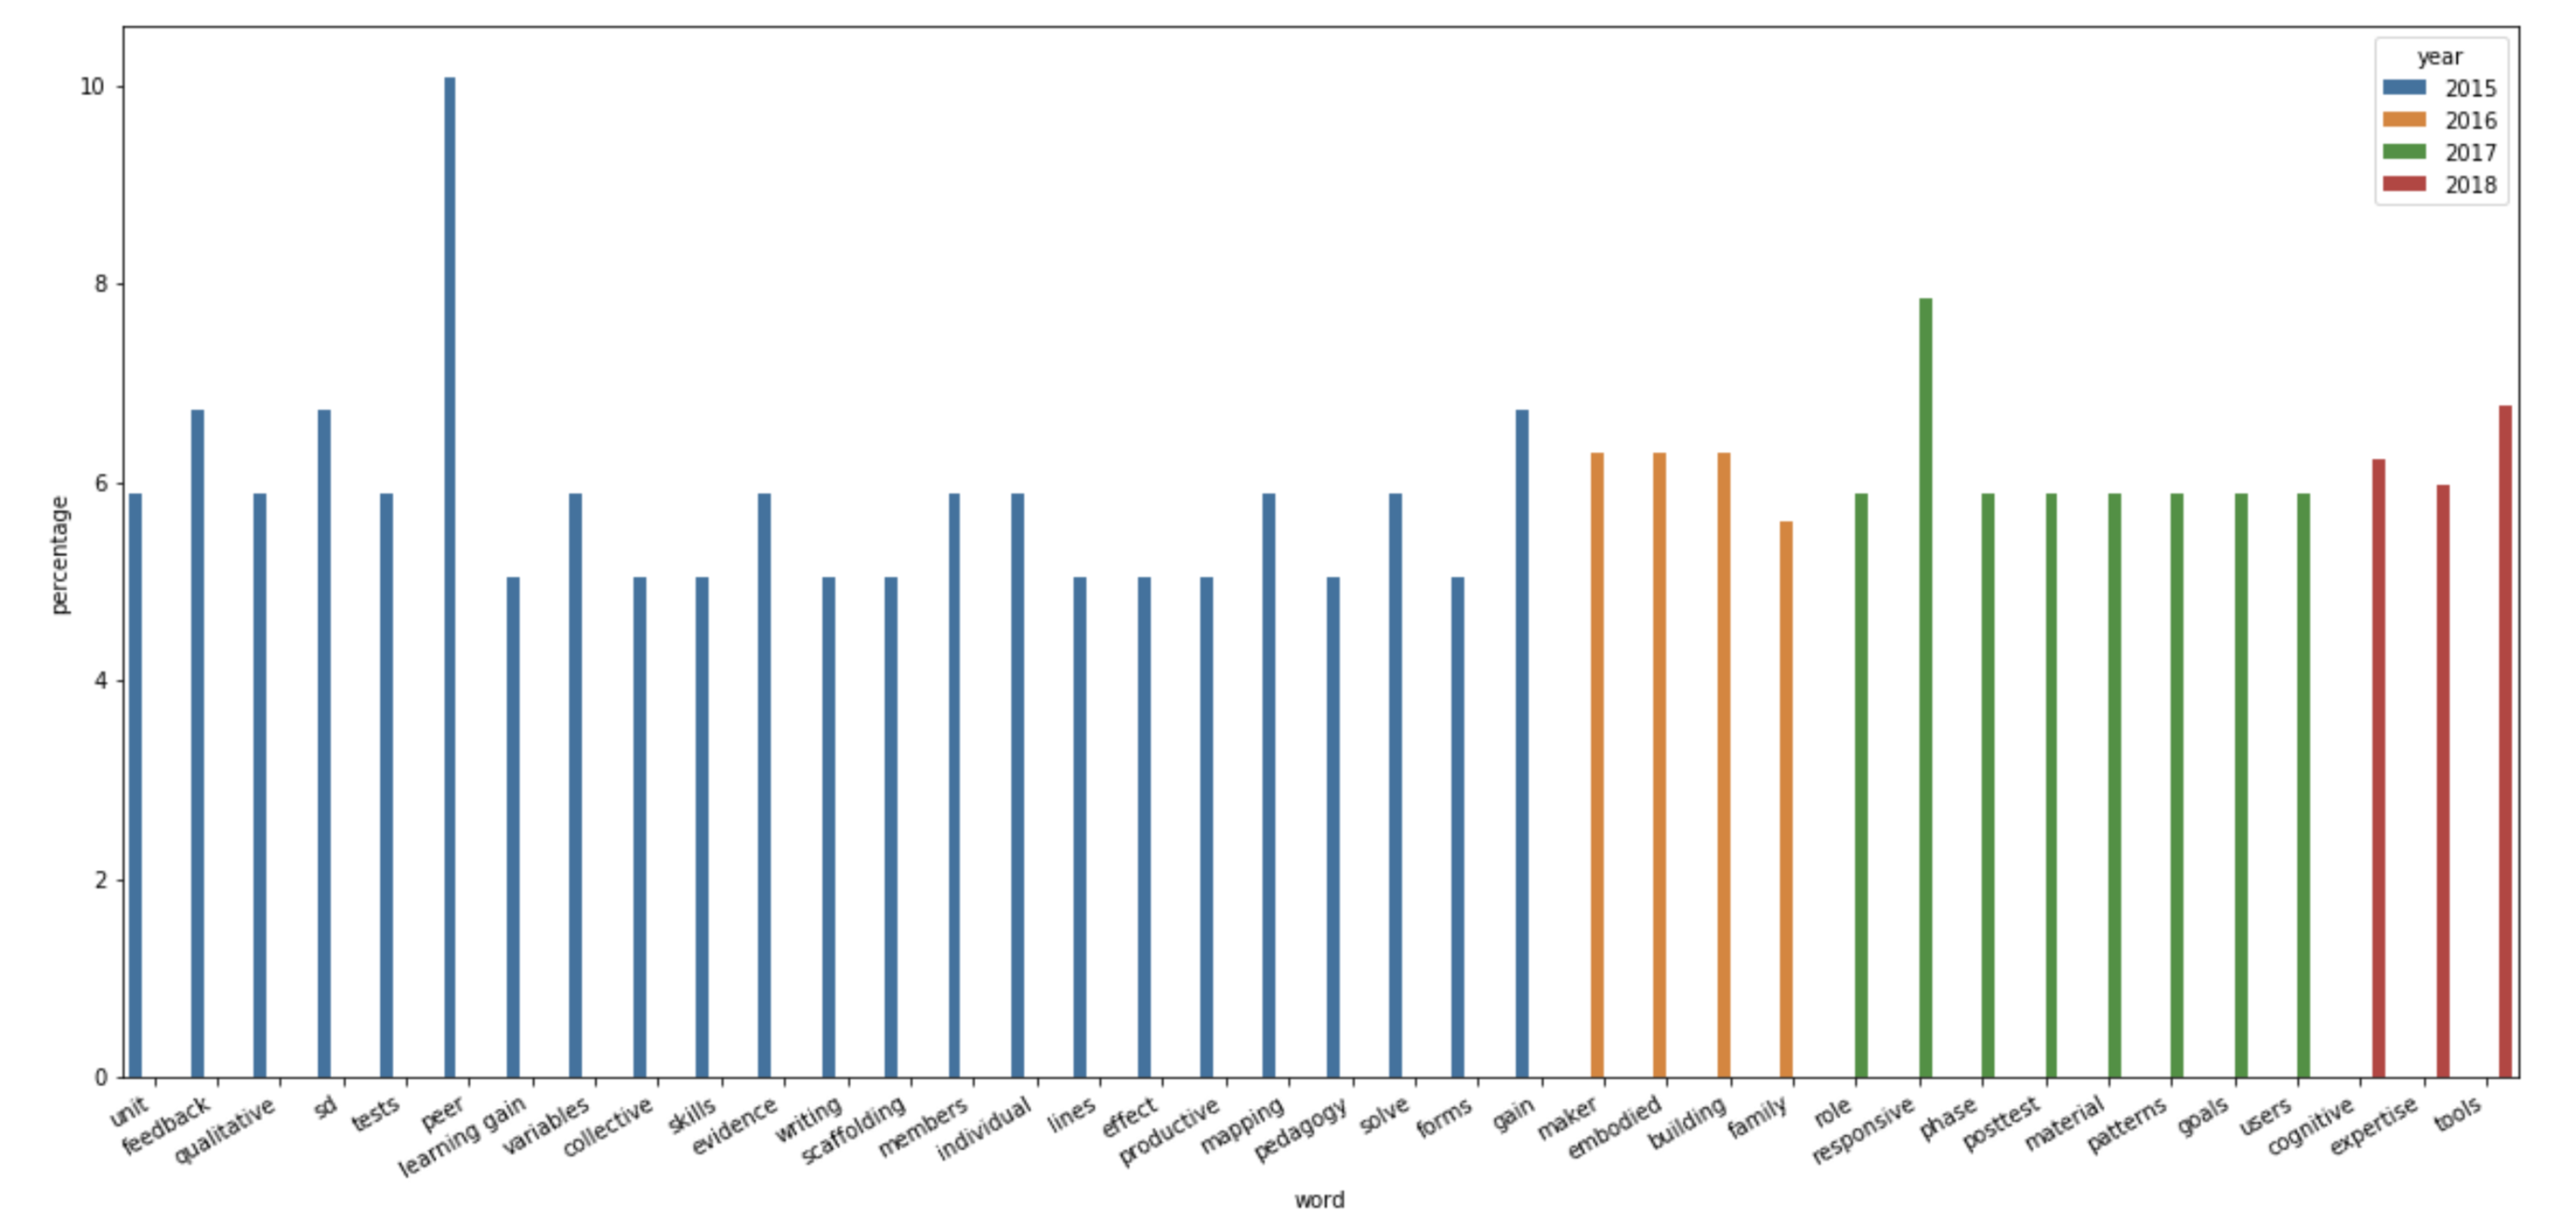 year
2015
2016
2017
2018
10
8
6
4
2
0
percentage
unit
feedback
qualitative
sd
tests
peer
learning gain
variables
collective
skills
evidence
writing
scaffolding
members
individual
lines
effect
productive
mapping
pedagogy
solve
forms
gain
maker
embodied
building
family
role
responsive
phase
posttest
material
patterns
goals
users
cognitive
expertise
tools
word